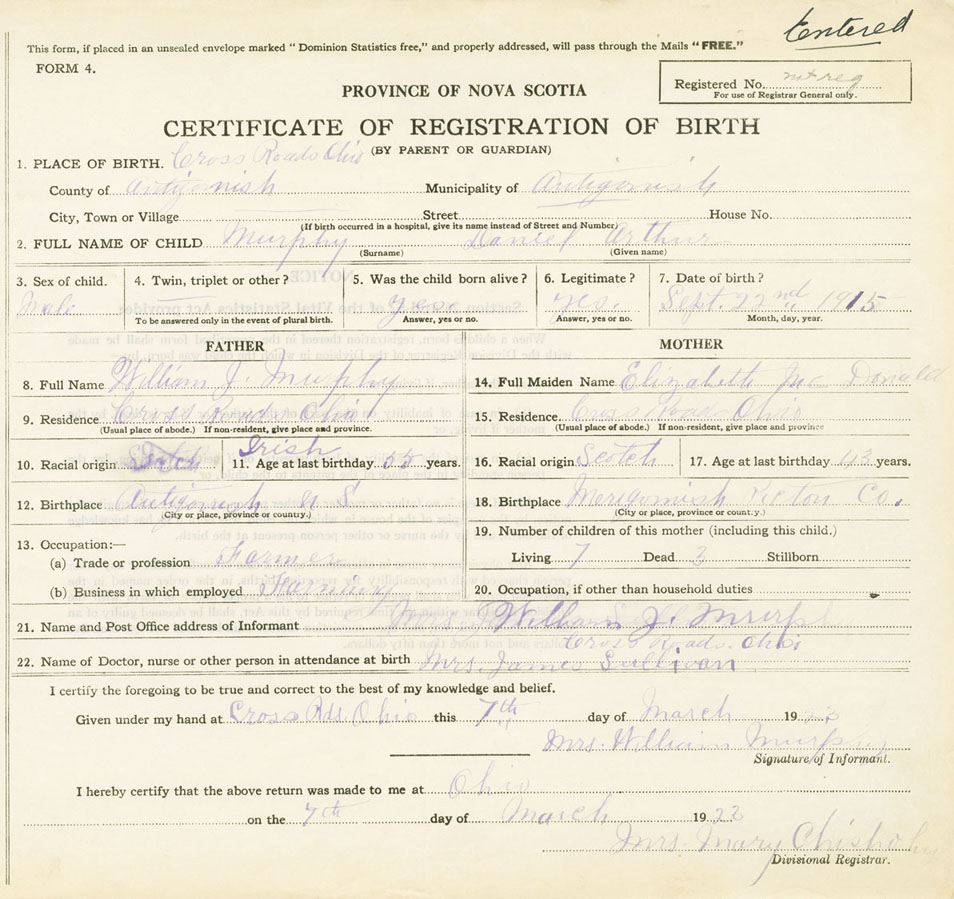 Entered
This form, if placed in an unsealed envelope marked "Dominion Statistics free," and properly addressed, will pass through the Mails "FREE."
FORM 4.
Registered No. not reg
For use of Registrar General only.
PROVINCE OF NOVA SCOTIA
CERTIFICATE OF REGISTRATION OF BIRTH
(BY PARENT OR GUARDIAN)
1. PLACE OF BIRTH. Cross Roads Ohio
County of Antigonish Municipality of Antigonish
City, Town or Village Street House No.
(If birth occurred in a hospital, give its name instead of Street and Number)
2. FULL NAME OF CHILD Murphy Daniel Arthur
(Surname) (Given name)
3. Sex of child. 4. Twin, triplet or other? 5. Was the child born alive? 6. Legitimate? 7. Date of birth?
Male yes yes. Sept. 22nd 1915
To be answered only in the event of plural birth. Answer, yes or no. Answer, yes or no. Month, day, year.
FATHER
8. Full Name William J. Murphy
9. Residence Cross Roads Ohio
(Usual place of abode.) If non-resident, give place and province.
Irish
10. Racial origin Scotch 11. Age at last birthday 55 years.
12. Birthplace Antigonish N S
(City or place, province or country.)
13. Occupation:—
(a) Trade or profession Farmer
(b) Business in which employed Farming
MOTHER
14. Full Maiden Name Elizabeth Mc Donald
15. Residence Cross Roads Ohio
(Usual place of abode.) If non-resident, give place and province
16. Racial origin Scotch 17. Age at last birthday 43 years.
18. Birthplace Merigomish Pictou Co.
(City or place, province or country.)
19. Number of children of this mother (including this child.)
Living 7 Dead 3 Stillborn
20. Occupation, if other than household duties
21. Name and Post Office address of Informant Mrs William J. Murphy
Cross Roads. Ohio
22. Name of Doctor, nurse or other person in attendance at birth Mrs. James Sullivan
I certify the foregoing to be true and correct to the best of my knowledge and belief.
Given under my hand at Cross Rds. Ohio this 7th day of March 1923
Mrs. William Murphy
Signature of Informant.
I hereby certify that the above return was made to me at Ohio
on the 7th day of March 1923
Mrs. Mary Chisholm
Divisional Registrar.